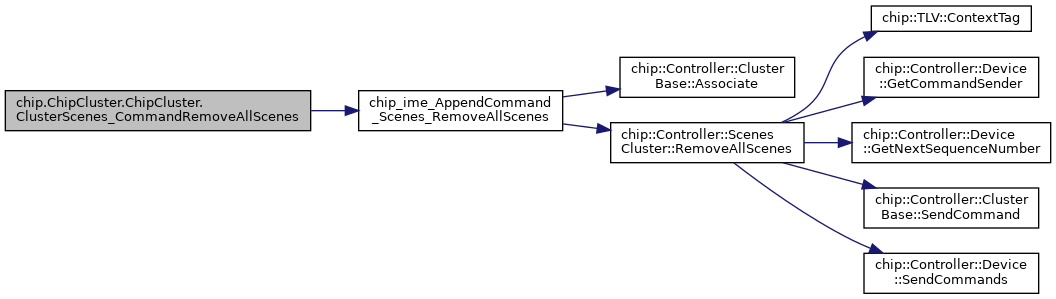 chip.ChipCluster.ChipCluster.
ClusterScenes_CommandRemoveAllScenes
chip_ime_AppendCommand
_Scenes_RemoveAllScenes
chip::Controller::Cluster
Base::Associate
chip::Controller::Scenes
Cluster::RemoveAllScenes
chip::TLV::ContextTag
chip::Controller::Device
::GetCommandSender
chip::Controller::Device
::GetNextSequenceNumber
chip::Controller::Cluster
Base::SendCommand
chip::Controller::Device
::SendCommands